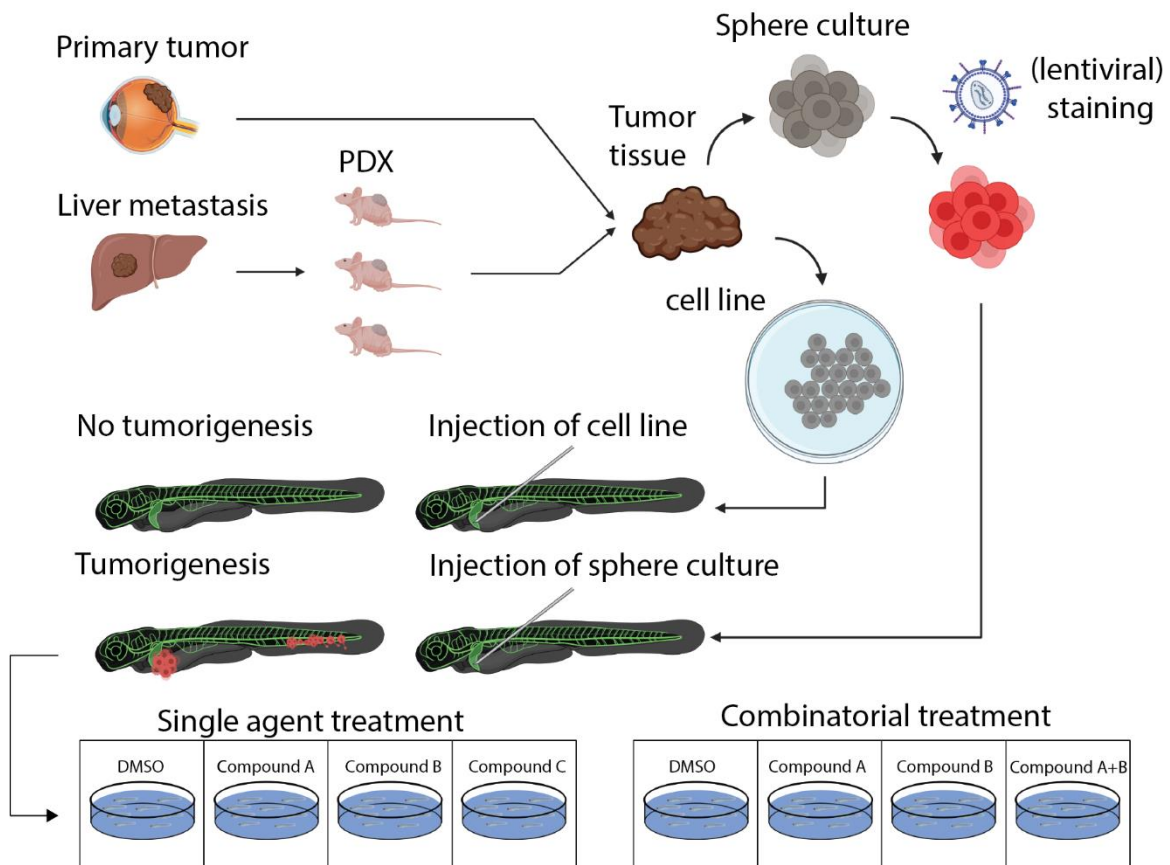 Primary tumor
Sphere culture
(lentiviral)
staining
Tumor
tissue
PDX
Liver metastasis
cell line
No tumorigenesis
Injection of cell line
Tumorigenesis
Injection of sphere culture
Single agent treatment
Combinatorial treatment
DMSO
Compound A
Compound B
Compound C
DMSO
Compound A
Compound B
Compound A+B